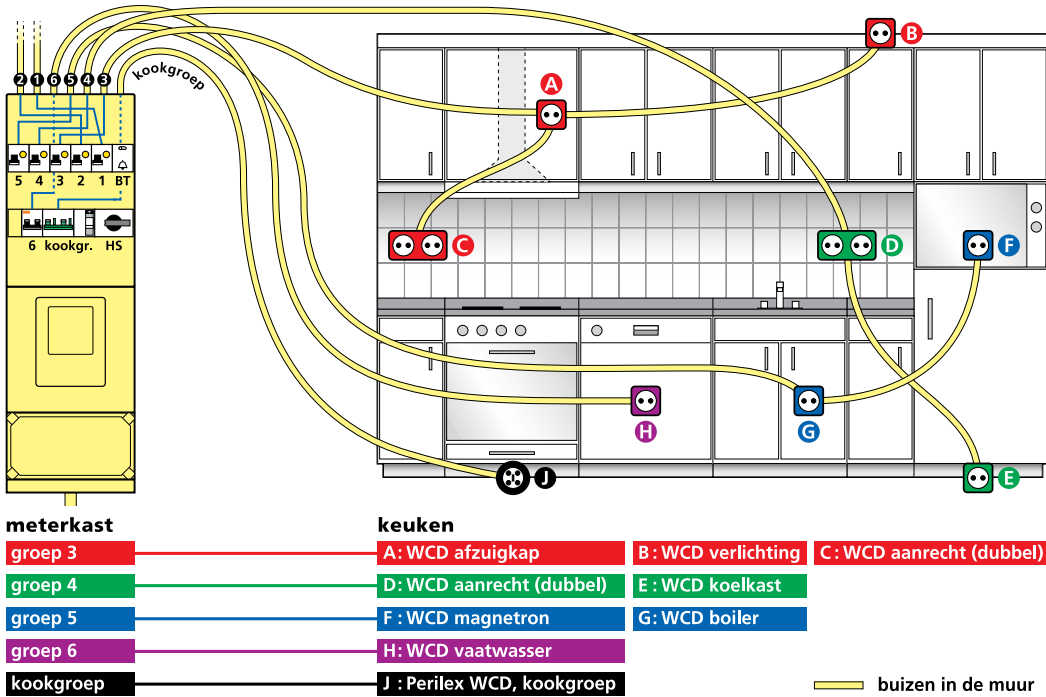 2 1 6 5 4 3
kookgroep
5 4 3 2 1 BT
6 kookgr. HS
A
B
C
D
F
H
G
J
E
meterkast
keuken
groep 3
A: WCD afzuigkap
B: WCD verlichting
C: WCD aanrecht (dubbel)
groep 4
D: WCD aanrecht (dubbel)
E: WCD koelkast
groep 5
F: WCD magnetron
G: WCD boiler
groep 6
H: WCD vaatwasser
kookgroep
J : Perilex WCD, kookgroep
buizen in de muur